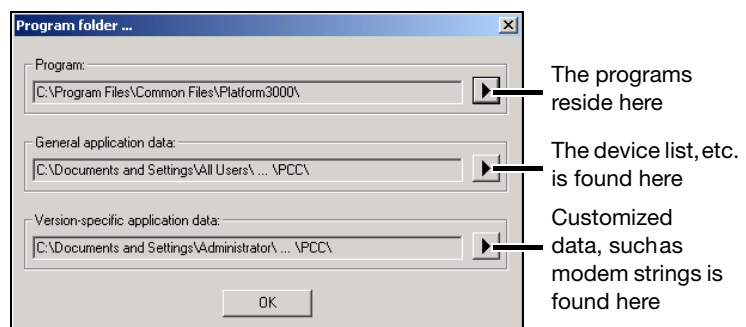 Program folder ...
Program:
C:\Program Files\Common Files\Platform3000\
The programs
reside here
General application data:
C:\Documents and Settings\All Users\ ... \PCC\
The device list, etc.
is found here
Version-specific application data:
C:\Documents and Settings\Administrator\ ... \PCC\
Customized
data, such as
modem strings is
found here
OK